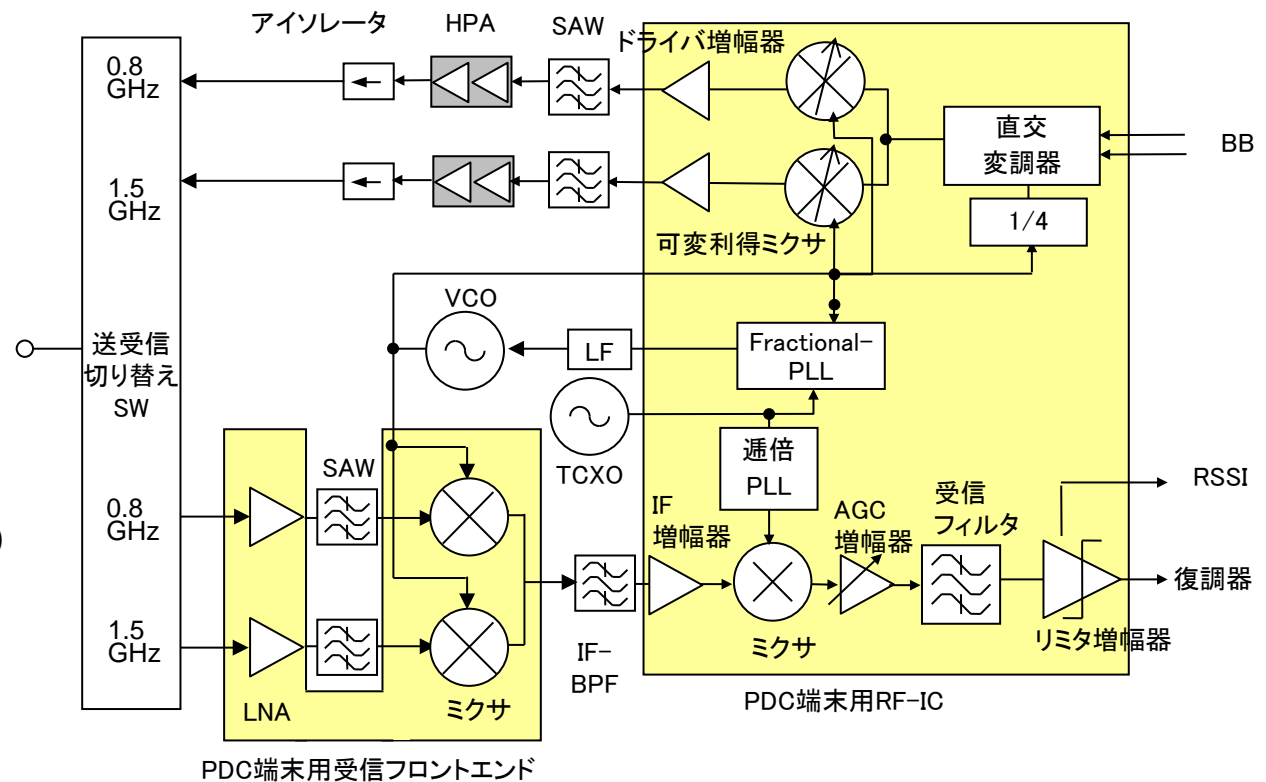 アイソレータ
HPA
SAW
ドライバ増幅器
0.8
GHz
直交
変調器
BB
1.5
GHz
1/4
可変利得ミクサ
VCO
送受信
切り替え
SW
LF
Fractional-
PLL
TCXO
逓倍
PLL
SAW
RSSI
0.8
GHz
IF
増幅器
AGC
増幅器
受信
フィルタ
)
復調器
1.5
GHz
LNA
ミクサ
IF-
BPF
ミクサ
リミタ増幅器
PDC端末用RF-IC
PDC端末用受信フロントエンド